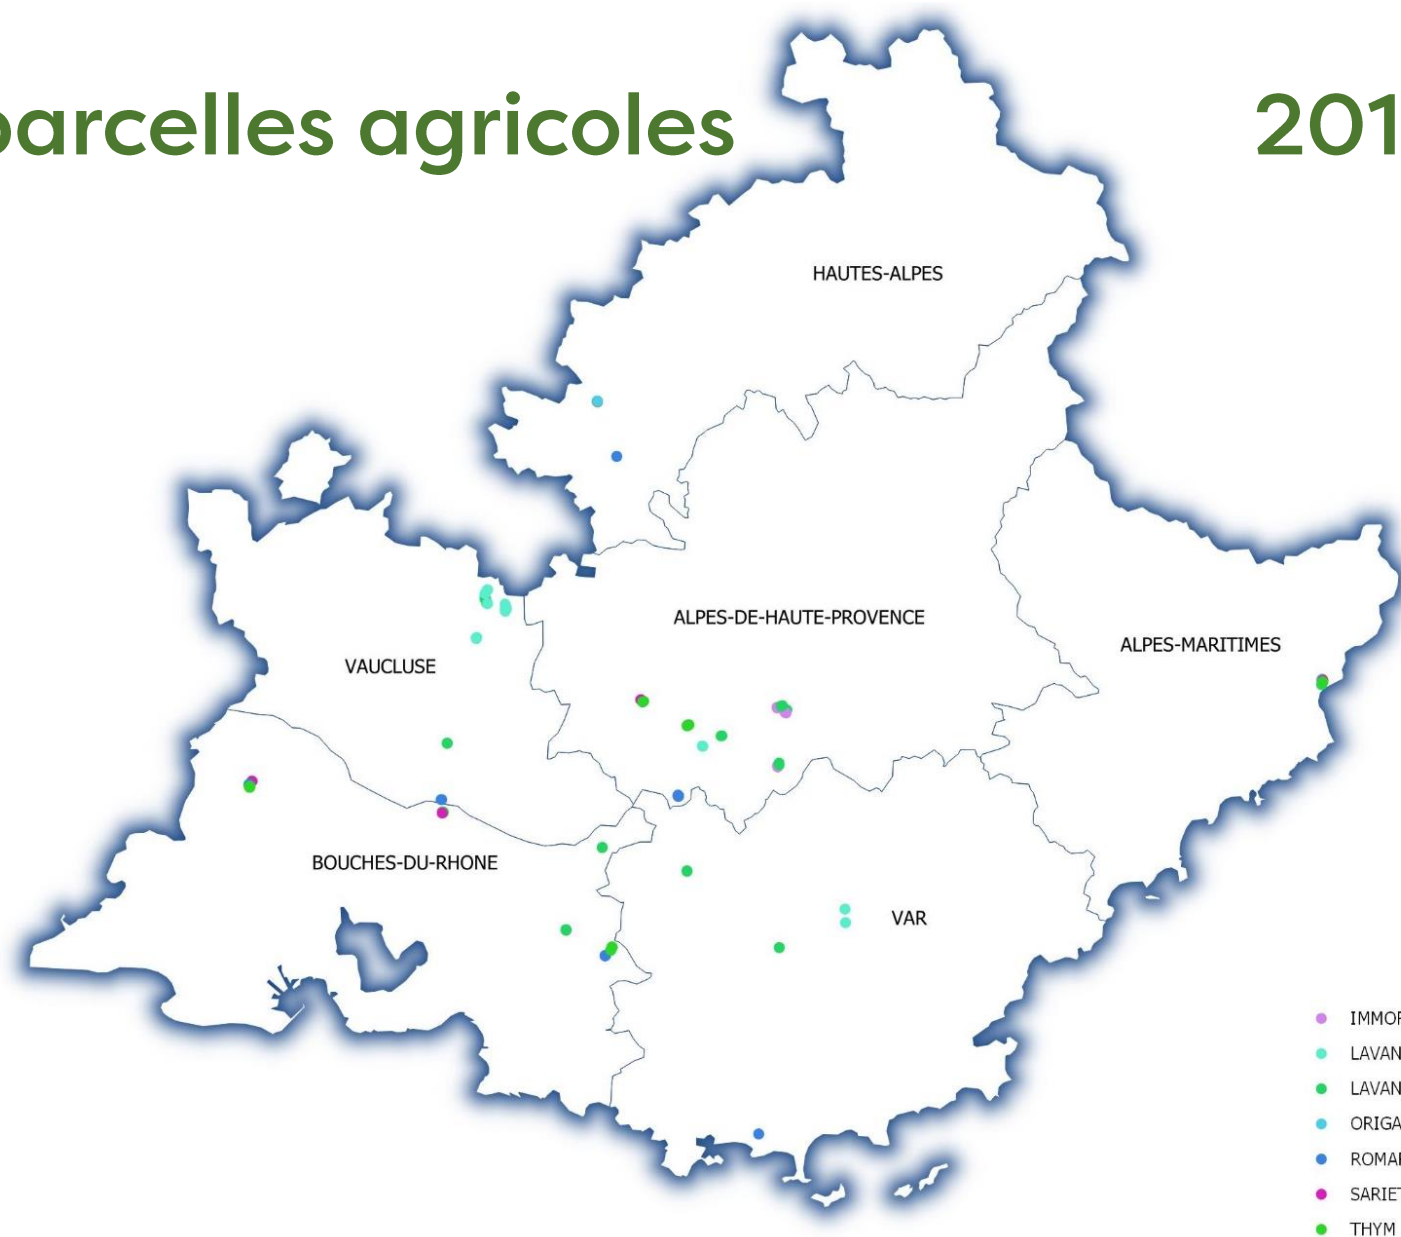 parcelles agricoles
201
HAUTES-ALPES
ALPES-DE-HAUTE-PROVENCE
ALPES-MARITIMES
VAUCLUSE
BOUCHES-DU-RHONE
VAR
IMMOR
LAVAN
LAVAN
ORIGA
ROMAR
SARIET
THYM